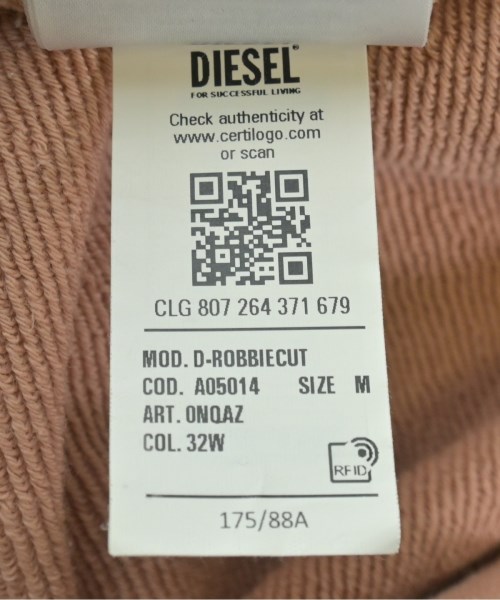 DIESEL
FOR SUCCESSFUL LIVING
Check authenticity at
www.certilogo.com
or scan
CLG 807 264 371 679
MOD. D-ROBBIECUT
COD. A05014 SIZE M
ART. 0NQAZ
COL. 32W
RFID
175/88A